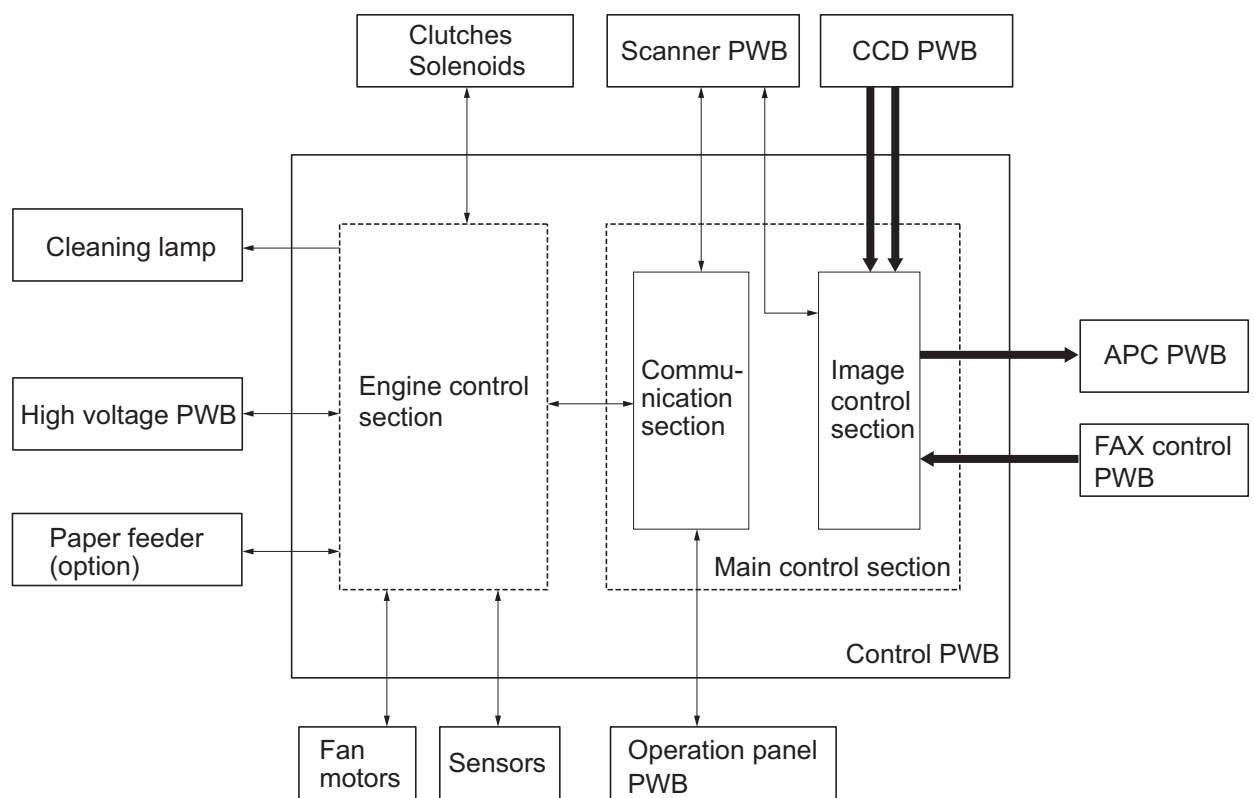 Clutches
Solenoids
Scanner PWB
CCD PWB
Cleaning lamp
High voltage PWB
Paper feeder
(option)
Engine control
section
Commu-
nication
section
Image
control
section
APC PWB
FAX control
PWB
Main control section
Control PWB
Fan
motors
Sensors
Operation panel
PWB